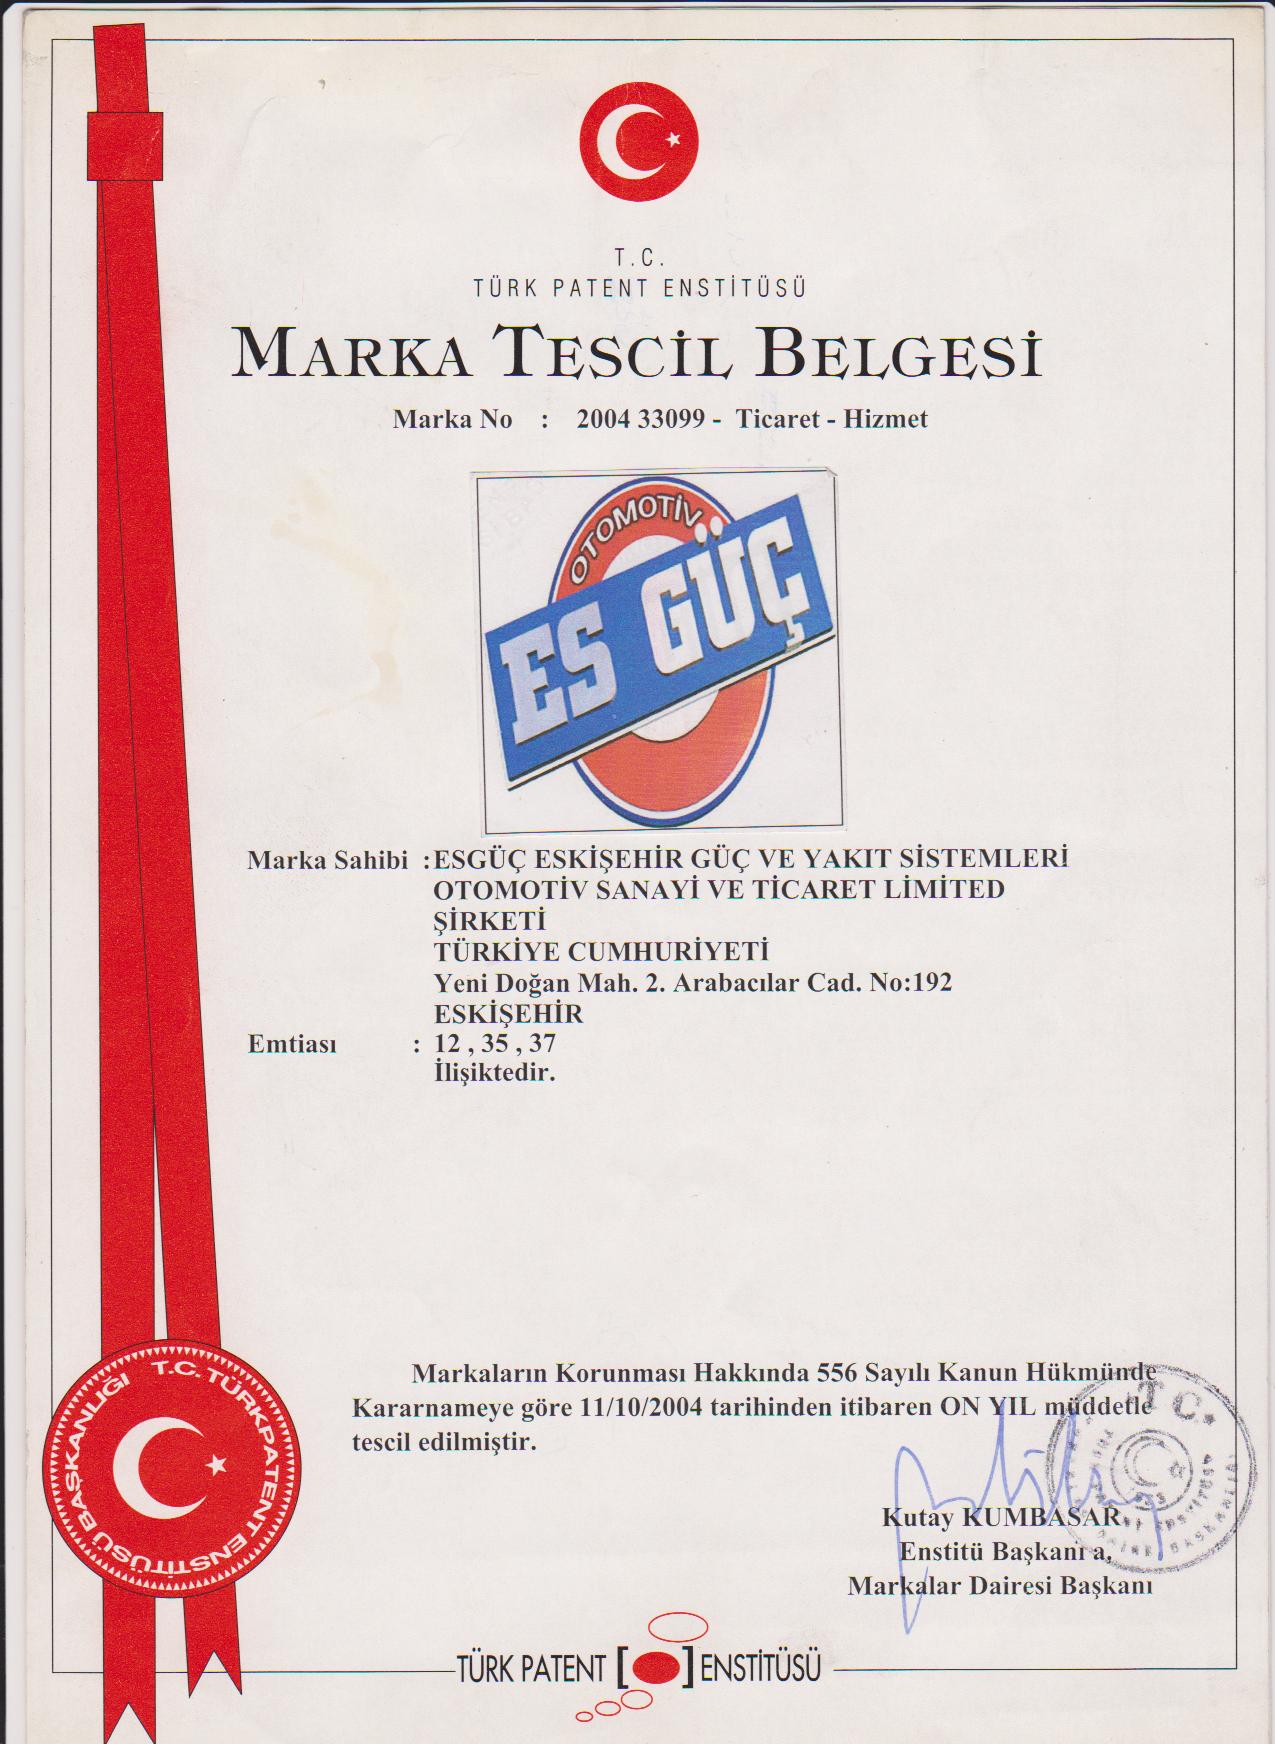 T.C.
TÜRK PATENT ENSTİTÜSÜ
MARKA TESCİL BELGESİ
Marka No : 2004 33099 - Ticaret - Hizmet
OTOMOTİV
ES GÜÇ
Marka Sahibi :ESGÜÇ ESKİŞEHİR GÜÇ VE YAKIT SİSTEMLERİ
OTOMOTİV SANAYİ VE TİCARET LİMİTED
ŞİRKETİ
TÜRKİYE CUMHURİYETİ
Yeni Doğan Mah. 2. Arabacılar Cad. No:192
ESKİŞEHİR
Emtiası : 12 , 35 , 37
İlişiktedir.
Markaların Korunması Hakkında 556 Sayılı Kanun Hükmünde
Kararnameye göre 11/10/2004 tarihinden itibaren ON YIL müddetle
tescil edilmiştir.
T.C. TÜRK PATENT ENSTİTÜSÜ BAŞKANLIĞI
T.C.
Kutay KUMBASAR
Enstitü Başkanı a,
Markalar Dairesi Başkanı
TÜRK PATENT [ ] ENSTİTÜSÜ